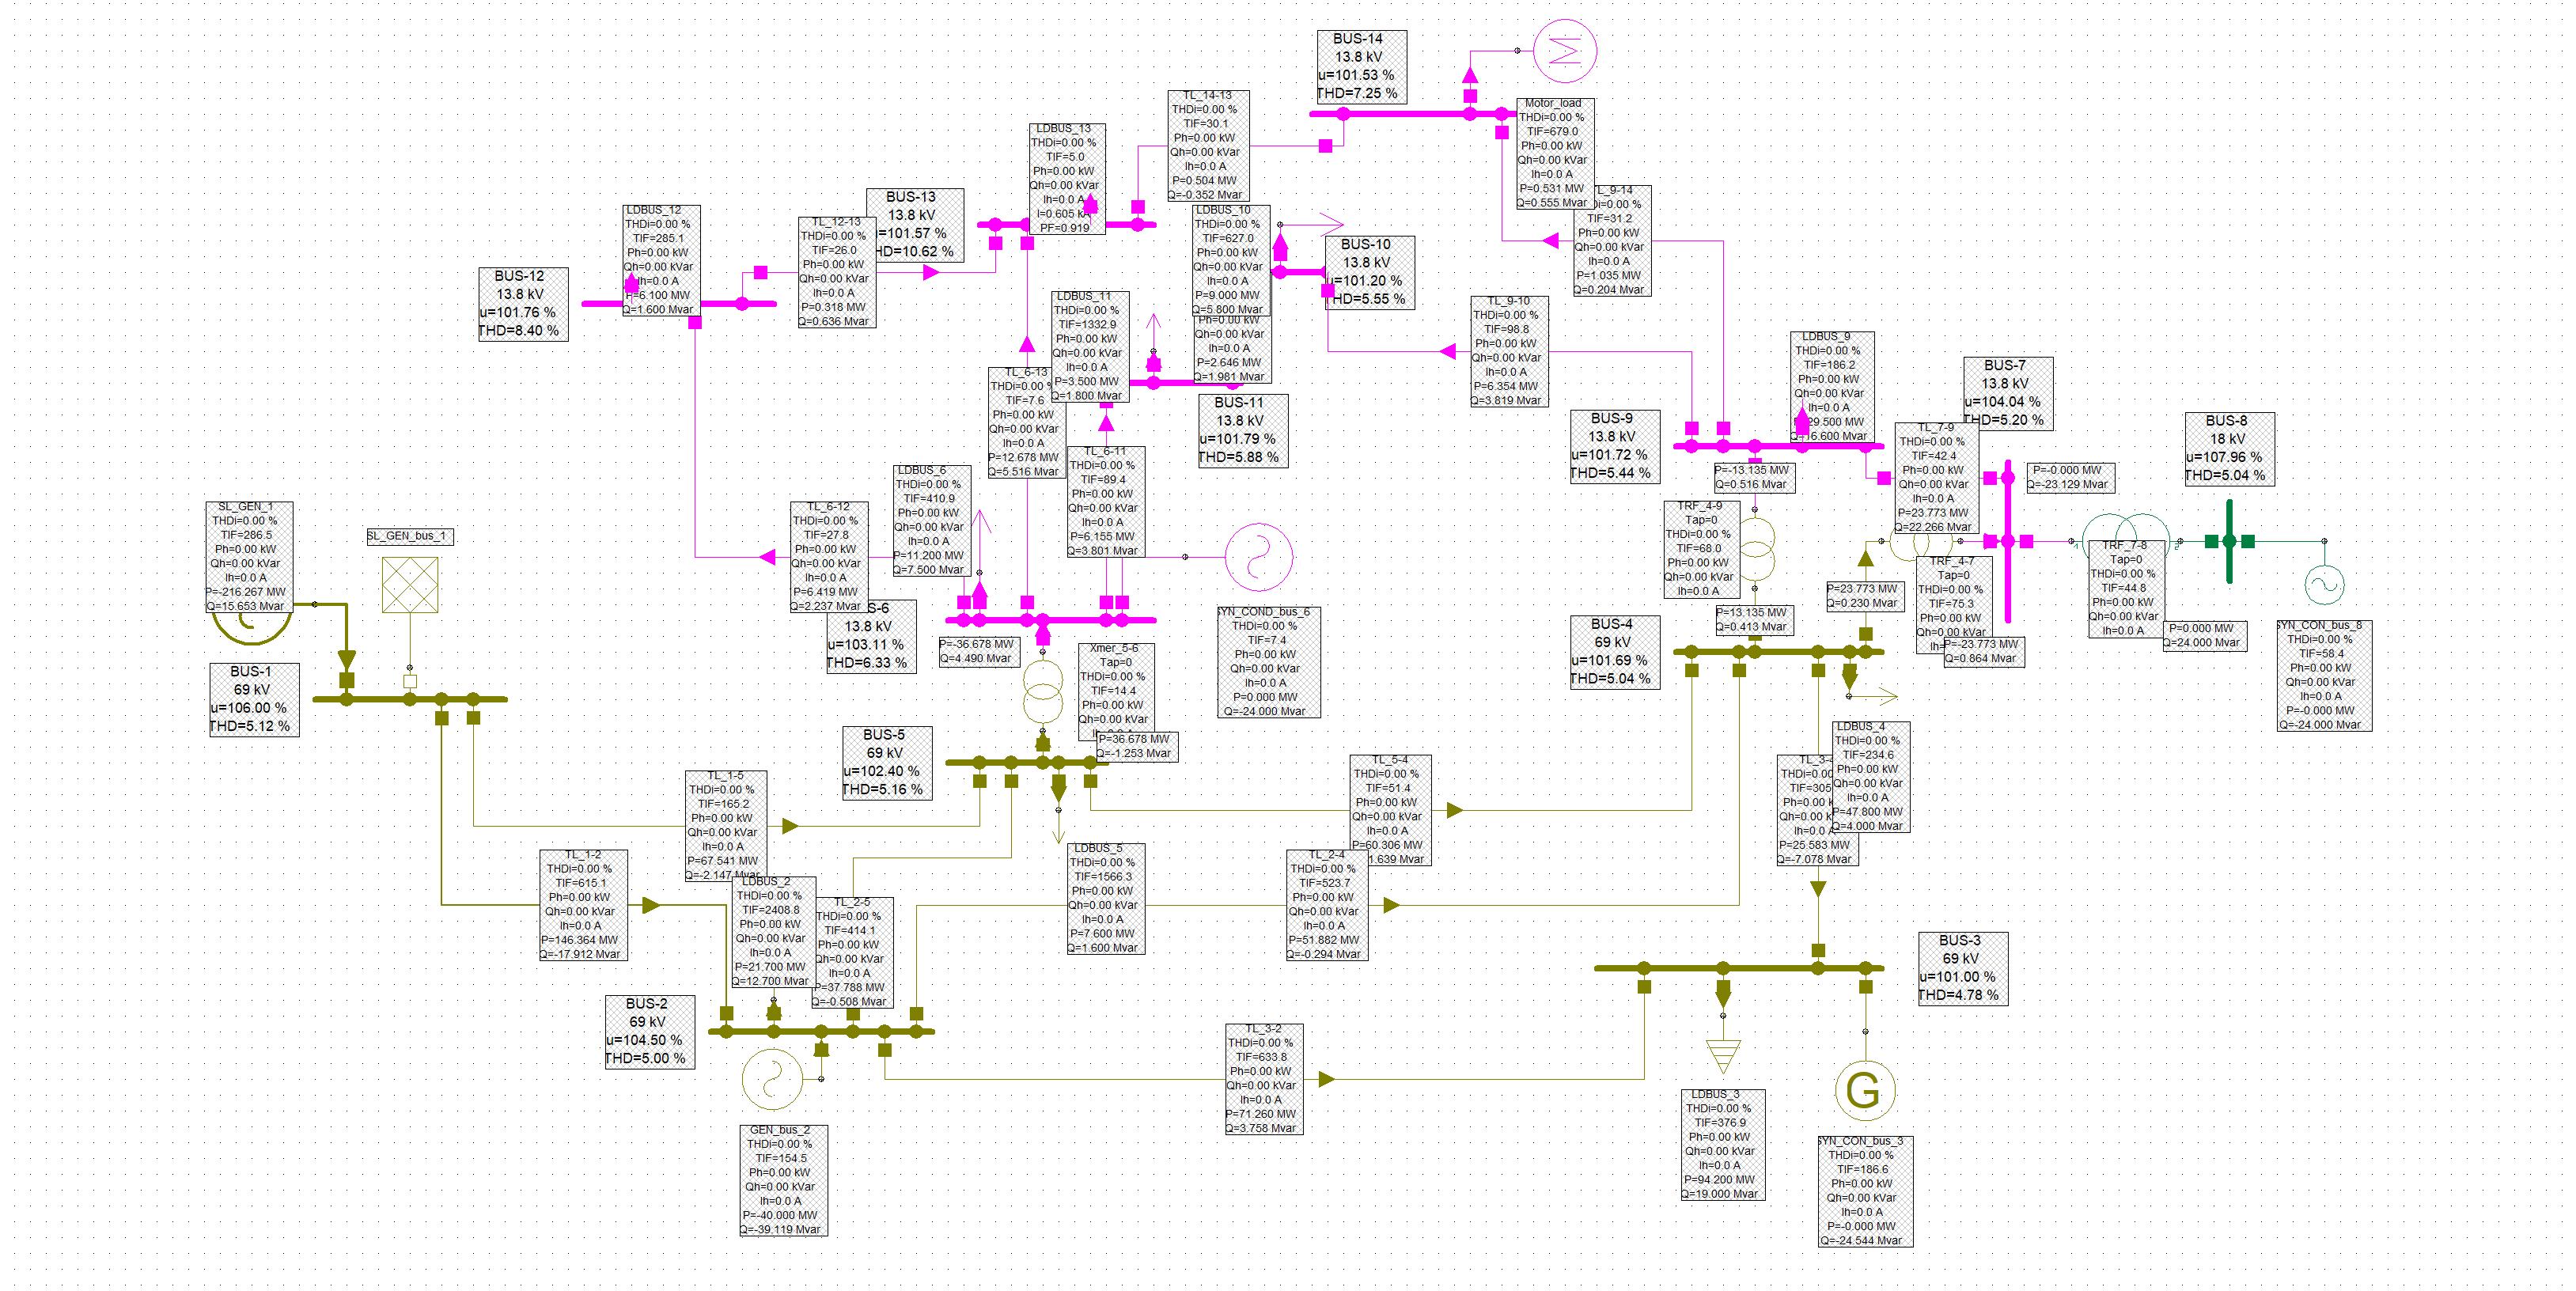 BUS-14
13.8 kV
u=101.53 %
THD=7.25 %
TL_14-13
THDi=0.00 %
TIF=30.1
Ph=0.00 kW
Qh=0.00 kVar
Ih=0.0 A
P=0.504 MW
Q=-0.352 Mvar
Motor_load
THDi=0.00 %
TIF=679.0
Ph=0.00 kW
Qh=0.00 kVar
Ih=0.0 A
P=0.531 MW
Q=0.555 Mvar
LDBUS_13
THDi=0.00 %
TIF=5.0
Ph=0.00 kW
Qh=0.00 kVar
Ih=0.0 A
I=0.605 kA
PF=0.919
L_9-14
Di=0.00 %
TIF=31.2
Ph=0.00 kW
Qh=0.00 kVar
Ih=0.0 A
P=1.035 MW
Q=0.204 Mvar
BUS-13
13.8 kV
=101.57 %
HD=10.62 %
LDBUS_12
THDi=0.00 %
TIF=285.1
Ph=0.00 kW
Qh=0.00 kVar
Ih=0.0 A
P=6.100 MW
Q=1.600 Mvar
TL_12-13
THDi=0.00 %
TIF=26.0
Ph=0.00 kW
Qh=0.00 kVar
Ih=0.0 A
P=0.318 MW
Q=0.636 Mvar
LDBUS_10
THDi=0.00 %
TIF=627.0
Ph=0.00 kW
Qh=0.00 kVar
Ih=0.0 A
P=9.000 MW
Q=5.800 Mvar
Ph=0.00 kW
Qh=0.00 kVar
Ih=0.0 A
P=2.646 MW
Q=1.981 Mvar
BUS-10
13.8 kV
u=101.20 %
HD=5.55 %
BUS-12
13.8 kV
u=101.76 %
THD=8.40 %
LDBUS_11
THDi=0.00 %
TIF=1332.9
Ph=0.00 kW
Qh=0.00 kVar
Ih=0.0 A
P=3.500 MW
Q=1.800 Mvar
TL_9-10
THDi=0.00 %
TIF=98.8
Ph=0.00 kW
Qh=0.00 kVar
Ih=0.0 A
P=6.354 MW
Q=3.819 Mvar
LDBUS_9
THDi=0.00 %
TIF=186.2
Ph=0.00 kW
Qh=0.00 kVar
Ih=0.0 A
29.500 MW
Q=16.600 Mvar
BUS-7
13.8 kV
u=104.04 %
THD=5.20 %
TL_6-13
THDi=0.00 %
TIF=7.6
Ph=0.00 kW
Qh=0.00 kVar
Ih=0.0 A
P=12.678 MW
Q=5.516 Mvar
BUS-11
13.8 kV
u=101.79 %
THD=5.88 %
BUS-9
13.8 kV
u=101.72 %
THD=5.44 %
BUS-8
18 kV
u=107.96 %
THD=5.04 %
TL_7-9
THDi=0.00 %
TIF=42.4
Ph=0.00 kW
Qh=0.00 kVar
Ih=0.0 A
P=23.773 MW
Q=22.266 Mvar
TL_6-11
THDi=0.00 %
TIF=89.4
Ph=0.00 kW
Qh=0.00 kVar
Ih=0.0 A
P=6.155 MW
Q=3.801 Mvar
LDBUS_6
THDi=0.00 %
TIF=410.9
Ph=0.00 kW
Qh=0.00 kVar
Ih=0.0 A
P=11.200 MW
Q=7.500 Mvar
P=-13.135 MW
Q=0.516 Mvar
P=-0.000 MW
Q=-23.129 Mvar
SL_GEN_1
THDi=0.00 %
TIF=286.5
Ph=0.00 kW
Qh=0.00 kVar
Ih=0.0 A
P=-216.267 MW
Q=15.653 Mvar
SL_GEN_bus_1
TL_6-12
THDi=0.00 %
TIF=27.8
Ph=0.00 kW
Qh=0.00 kVar
Ih=0.0 A
P=6.419 MW
Q=2.237 Mvar
TRF_4-9
Tap=0
THDi=0.00 %
TIF=68.0
Ph=0.00 kW
Qh=0.00 kVar
Ih=0.0 A
TRF_7-8
Tap=0
THDi=0.00 %
TIF=44.8
Ph=0.00 kW
Qh=0.00 kVar
Ih=0.0 A
TRF_4-7
Tap=0
THDi=0.00 %
TIF=75.3
Ph=0.00 kW
Qh=0.00 kVar
Ih=
P=23.773 MW
Q=0.230 Mvar
S-6
13.8 kV
u=103.11 %
THD=6.33 %
SYN_COND_bus_6
THDi=0.00 %
TIF=7.4
Ph=0.00 kW
Qh=0.00 kVar
Ih=0.0 A
P=0.000 MW
Q=-24.000 Mvar
P=13.135 MW
Q=0.413 Mvar
BUS-4
69 kV
u=101.69 %
THD=5.04 %
P=0.000 MW
Q=24.000 Mvar
SYN_CON_bus_8
THDi=0.00 %
TIF=58.4
Ph=0.00 kW
Qh=0.00 kVar
Ih=0.0 A
P=-0.000 MW
Q=-24.000 Mvar
P=-36.678 MW
Q=4.490 Mvar
P=-23.773 MW
Q=0.864 Mvar
Xmer_5-6
Tap=0
THDi=0.00 %
TIF=14.4
Ph=0.00 kW
Qh=0.00 kVar
P=36.678 MW
Q=-1.253 Mvar
BUS-1
69 kV
u=106.00 %
THD=5.12 %
BUS-5
69 kV
u=102.40 %
THD=5.16 %
LDBUS_4
THDi=0.00 %
TIF=234.6
Ph=0.00 kW
Qh=0.00 kVar
Ih=0.0 A
P=47.800 MW
Q=4.000 Mvar
TL_3-4
THDi=0.00
TIF=305
Ph=0.00 k
Qh=0.00 k
Ih=0.0 A
P=25.583 MW
Q=-7.078 Mvar
TL_5-4
THDi=0.00 %
TIF=51.4
Ph=0.00 kW
Qh=0.00 kVar
Ih=0.0 A
P=60.306 MW
1.639 Mvar
TL_1-5
THDi=0.00 %
TIF=165.2
Ph=0.00 kW
Qh=0.00 kVar
Ih=0.0 A
P=67.541 MW
Q=-2.147 Mvar
LDBUS_5
THDi=0.00 %
TIF=1566.3
Ph=0.00 kW
Qh=0.00 kVar
Ih=0.0 A
P=7.600 MW
Q=1.600 Mvar
TL_2-4
THDi=0.00 %
TIF=523.7
Ph=0.00 kW
Qh=0.00 kVar
Ih=0.0 A
P=51.882 MW
Q=-0.294 Mvar
TL_1-2
THDi=0.00 %
TIF=615.1
Ph=0.00 kW
Qh=0.00 kVar
Ih=0.0 A
P=146.364 MW
Q=-17.912 Mvar
LDBUS_2
THDi=0.00 %
TIF=2408.8
Ph=0.00 kW
Qh=0.00 kVar
Ih=0.0 A
P=21.700 MW
Q=12.700 Mvar
TL_2-5
THDi=0.00 %
TIF=414.1
Ph=0.00 kW
Qh=0.00 kVar
Ih=0.0 A
P=37.788 MW
Q=-0.508 Mvar
BUS-3
69 kV
u=101.00 %
THD=4.78 %
BUS-2
69 kV
u=104.50 %
THD=5.00 %
TL_3-2
THDi=0.00 %
TIF=633.8
Ph=0.00 kW
Qh=0.00 kVar
Ih=0.0 A
P=71.260 MW
Q=3.758 Mvar
G
LDBUS_3
THDi=0.00 %
TIF=376.9
Ph=0.00 kW
Qh=0.00 kVar
Ih=0.0 A
P=94.200 MW
Q=19.000 Mvar
GEN_bus_2
THDi=0.00 %
TIF=154.5
Ph=0.00 kW
Qh=0.00 kVar
Ih=0.0 A
P=-40.000 MW
Q=-39.119 Mvar
SYN_CON_bus_3
THDi=0.00 %
TIF=186.6
Ph=0.00 kW
Qh=0.00 kVar
Ih=0.0 A
P=-0.000 MW
Q=-24.544 Mvar